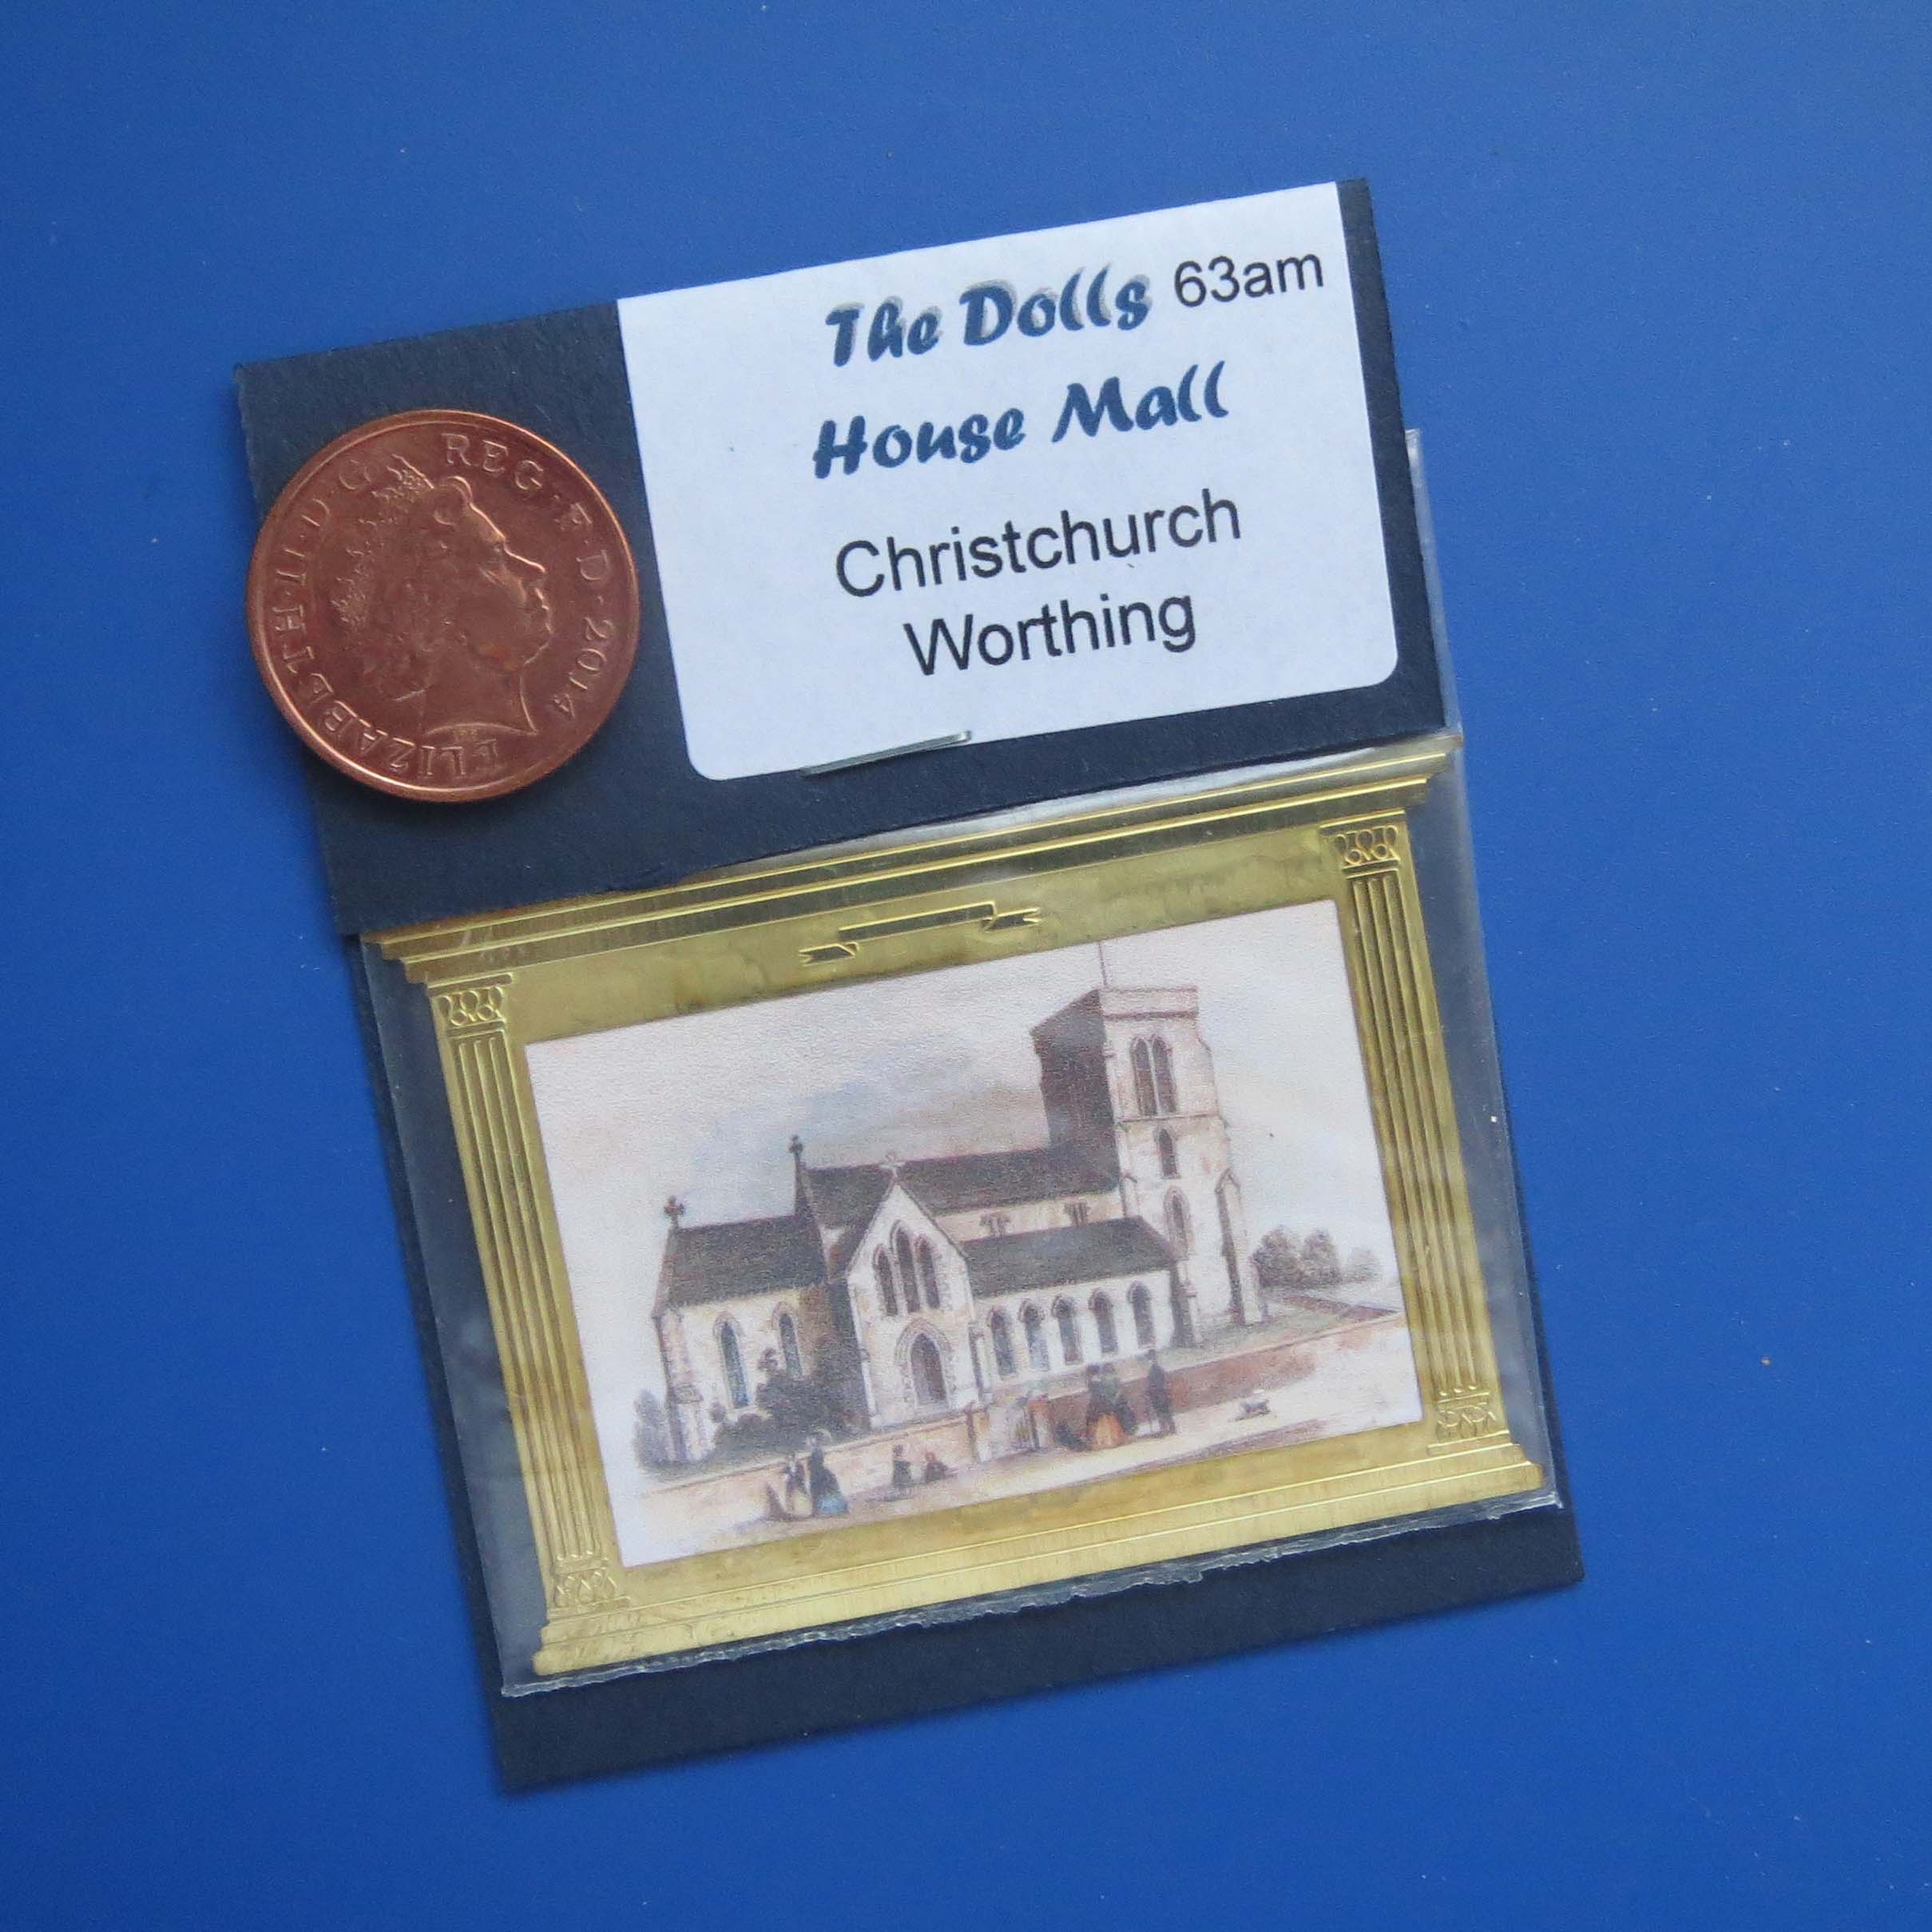 The Dolls 63am
House Mall
Christchurch
Worthing
ELIZABETH·II·D·G REG·F·D·2014